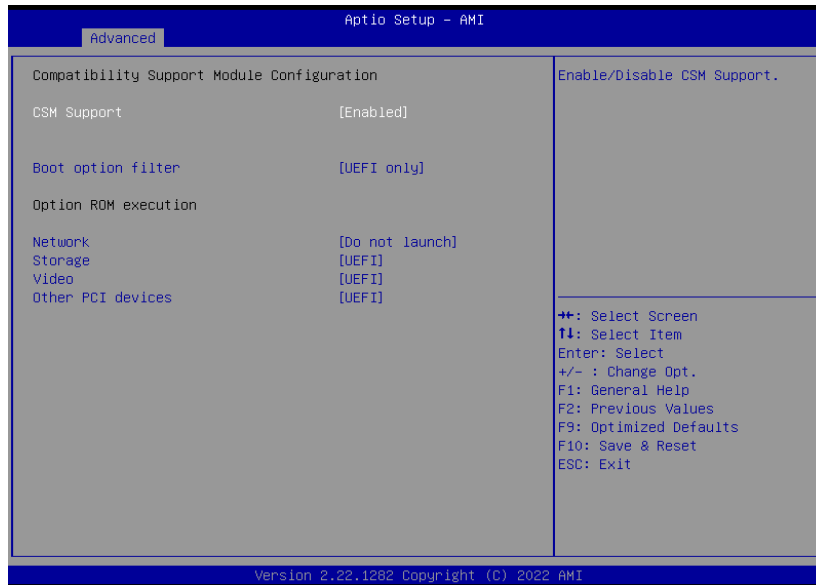 Aptio Setup – AMI
Advanced
Compatibility Support Module Configuration
CSM Support [Enabled]
Boot option filter [UEFI only]
Option ROM execution
Network [Do not launch]
Storage [UEFI]
Video [UEFI]
Other PCI devices [UEFI]
Enable/Disable CSM Support.
→←: Select Screen
↑↓: Select Item
Enter: Select
+/- : Change Opt.
F1: General Help
F2: Previous Values
F9: Optimized Defaults
F10: Save & Reset
ESC: Exit
Version 2.22.1282 Copyright (C) 2022 AMI